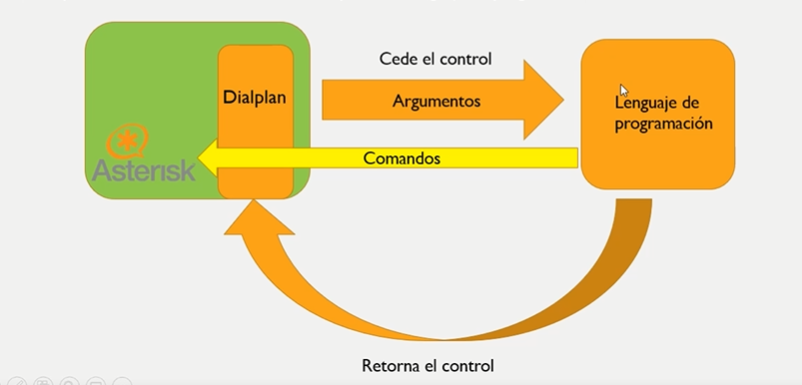 Cede el control
Dialplan
Argumentos
Lenguaje de
programación
Comandos
Asterisk
Retorna el control